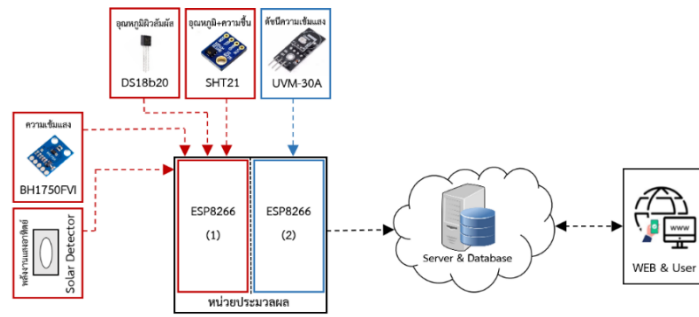 อุณหภูมิผิวสัมผัส
DS18b20
อุณหภูมิ+ความชื้น
SHT21
ดัชนีความเข้มแสง
UVM-30A
ความเข้มแสง
BH1750FVI
พลังงานแสงอาทิตย์
Solar Detector
ESP8266
(1)
ESP8266
(2)
หน่วยประมวลผล
Server & Database
WWW
WEB & User